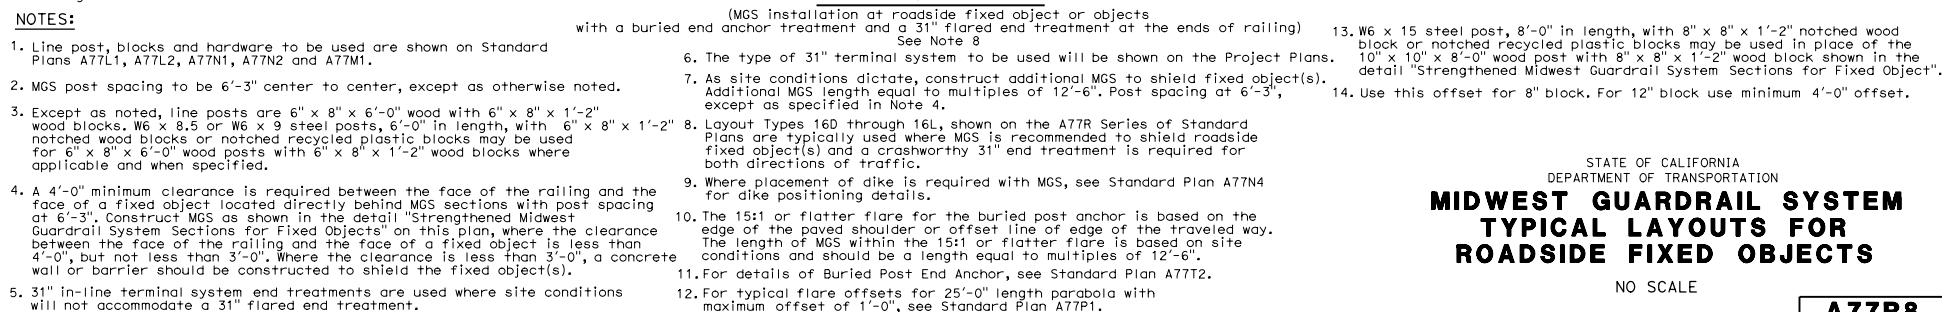 NOTES:
1. Line post, blocks and hardware to be used are shown on Standard
Plans A77L1, A77L2, A77N1, A77N2 and A77M1.
2. MGS post spacing to be 6'-3" center to center, except as otherwise noted.
3. Except as noted, line posts are 6" x 8" x 6'-0" wood with 6" x 8" x 1'-2"
wood blocks. W6 x 8.5 or W6 x 9 steel posts, 6'-0" in length, with 6" x 8" x 1'-2"
notched wood blocks or notched recycled plastic blocks may be used
for 6" x 8" x 6'-0" wood posts with 6" x 8" x 1'-2" wood blocks where
applicable and when specified.
4. A 4'-0" minimum clearance is required between the face of the railing and the
face of a fixed object located directly behind MGS sections with post spacing
at 6'-3". Construct MGS as shown in the detail "Strengthened Midwest
Guardrail System Sections for Fixed Objects" on this plan, where the clearance
between the face of the railing and the face of a fixed object is less than
4'-0", but not less than 3'-0". Where the clearance is less than 3'-0", a concrete
wall or barrier should be constructed to shield the fixed object(s).
5. 31" in-line terminal system end treatments are used where site conditions
will not accommodate a 31" flared end treatment.
(MGS installation at roadside fixed object or objects
with a buried end anchor treatment and a 31" flared end treatment at the ends of railing)
See Note 8
6. The type of 31" terminal system to be used will be shown on the Project Plans.
7. As site conditions dictate, construct additional MGS to shield fixed object(s).
Additional MGS length equal to multiples of 12'-6". Post spacing at 6'-3",
except as specified in Note 4.
8. Layout Types 16D through 16L, shown on the A77R Series of Standard
Plans are typically used where MGS is recommended to shield roadside
fixed object(s) and a crashworthy 31" end treatment is required for
both directions of traffic.
9. Where placement of dike is required with MGS, see Standard Plan A77N4
for dike positioning details.
10. The 15:1 or flatter flare for the buried post anchor is based on the
edge of the paved shoulder or offset line of edge of the traveled way.
The length of MGS within the 15:1 or flatter flare is based on site
conditions and should be a length equal to multiples of 12'-6".
11. For details of Buried Post End Anchor, see Standard Plan A77T2.
12. For typical flare offsets for 25'-0" length parabola with
maximum offset of 1'-0", see Standard Plan A77P1.
13. W6 x 15 steel post, 8'-0" in length, with 8" x 8" x 1'-2" notched wood
block or notched recycled plastic blocks may be used in place of the
10" x 10" x 8'-0" wood post with 8" x 8" x 1'-2" wood block shown in the
detail "Strengthened Midwest Guardrail System Sections for Fixed Object".
14. Use this offset for 8" block. For 12" block use minimum 4'-0" offset.
STATE OF CALIFORNIA
DEPARTMENT OF TRANSPORTATION
MIDWEST GUARDRAIL SYSTEM
TYPICAL LAYOUTS FOR
ROADSIDE FIXED OBJECTS
NO SCALE